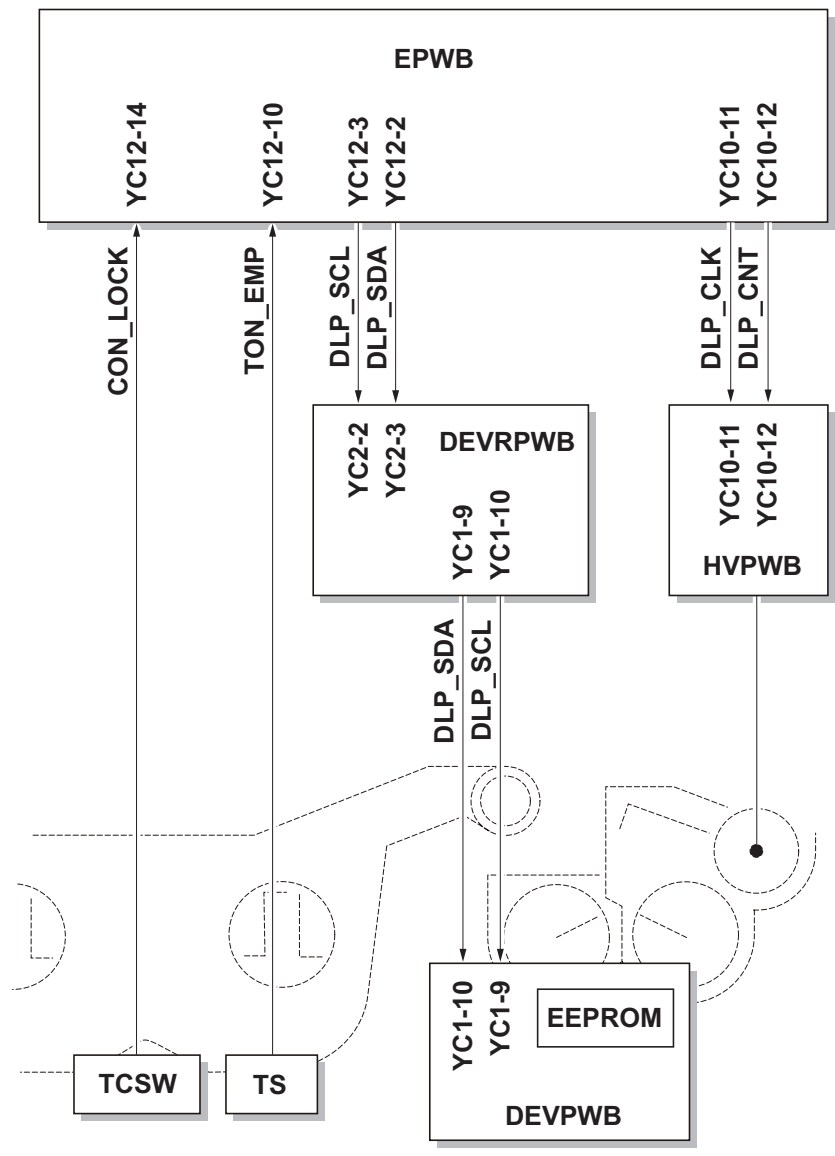 EPWB
YC12-14
YC12-10
YC12-3
YC12-2
YC10-11
YC10-12
CON_LOCK
TON_EMP
DLP_SCL
DLP_SDA
DLP_CLK
DLP_CNT
YC2-2
YC2-3
DEVRPWB
YC1-9
YC1-10
YC10-11
YC10-12
HVPWB
DLP_SDA
DLP_SCL
YC1-10
YC1-9
EEPROM
DEVPWB
TCSW
TS